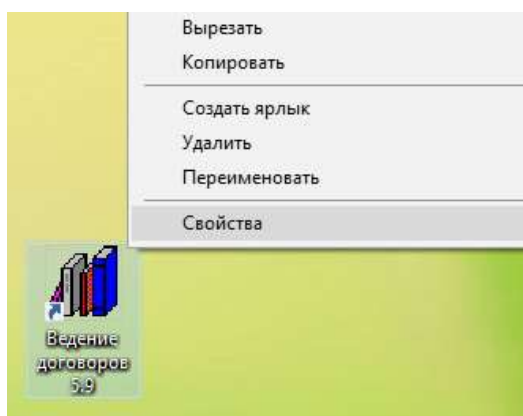 Вырезать
Копировать
Создать ярлык
Удалить
Переименовать
Свойства
Ведение
договоров
5.9